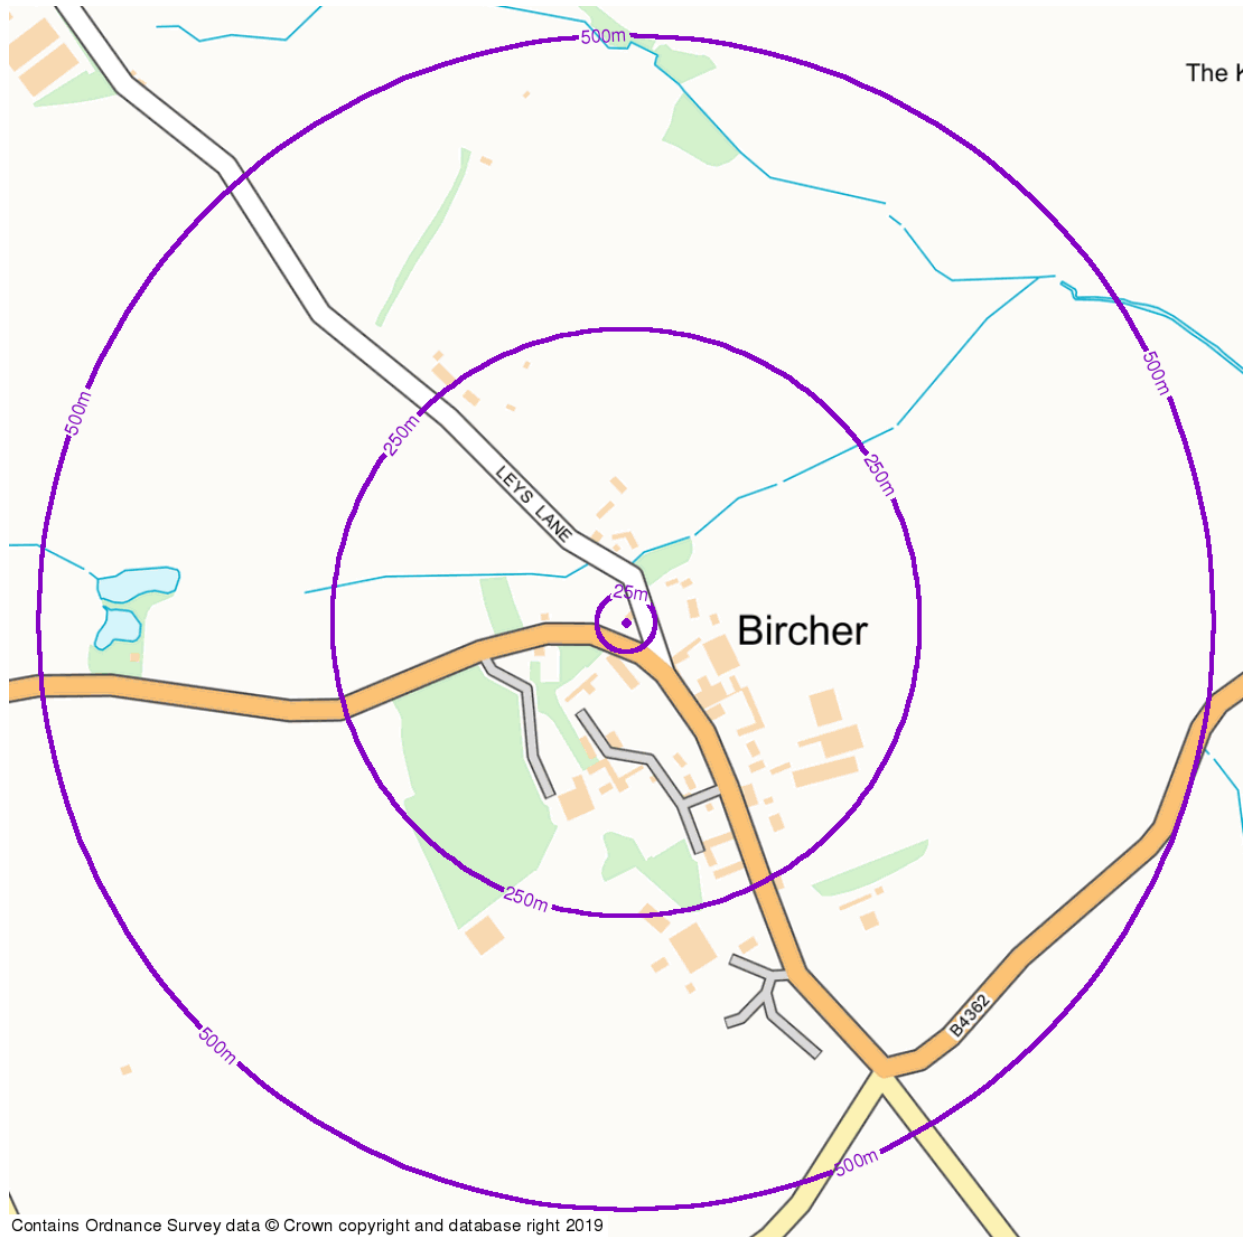 500m
The K
500m
500m
250m
250m
LEYS LANE
25m
Bircher
250m
B4362
500m
500m
Contains Ordnance Survey data © Crown copyright and database right 2019